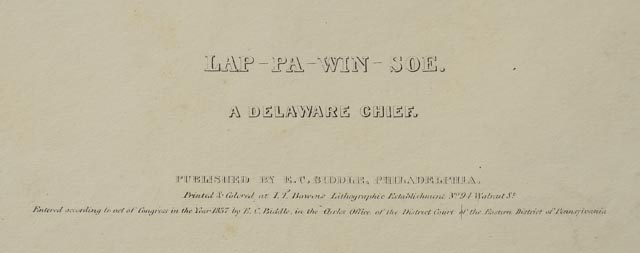 LAP-PA-WIN-SOE.
A DELAWARE CHIEF.
PUBLISHED BY E. C. BIDDLE, PHILADELPHIA.
Printed & Colored at I. T. Bowens Lithographic Establishment No. 94 Walnut St.
Entered according to act of Congress in the Year 1837 by E. C. Biddle, in the Clerks Office of the District Court of the Eastern District of Pennsylvania